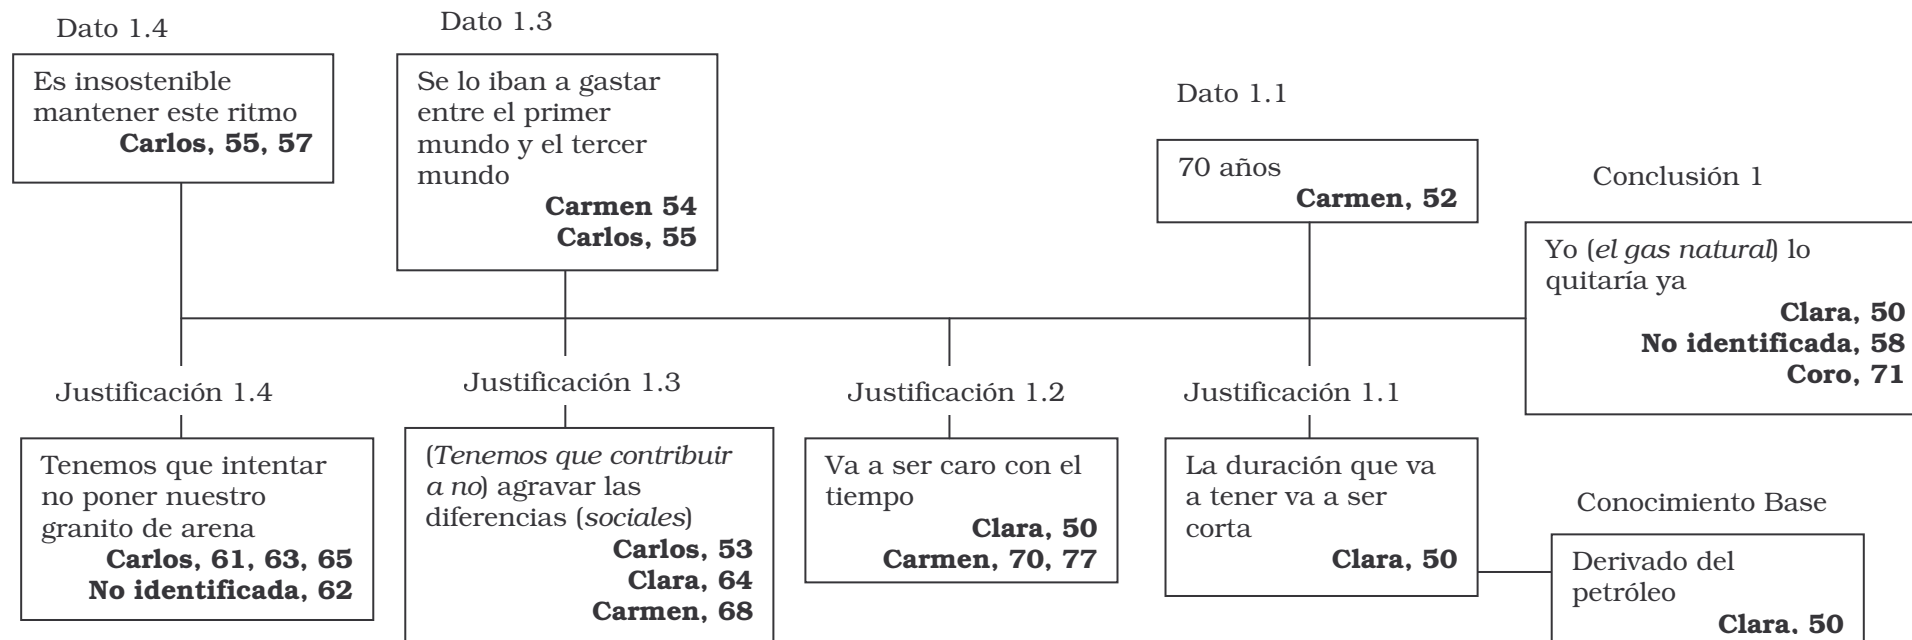 Dato 1.4
Es insostenible
mantener este ritmo
Carlos, 55, 57
Dato 1.3
Se lo iban a gastar
entre el primer
mundo y el tercer
mundo
Carmen 54
Carlos, 55
Dato 1.1
70 años
Carmen, 52
Conclusión 1
Yo (el gas natural) lo
quitaría ya
Clara, 50
No identificada, 58
Coro, 71
Justificación 1.4
Tenemos que intentar
no poner nuestro
granito de arena
Carlos, 61, 63, 65
No identificada, 62
Justificación 1.3
(Tenemos que contribuir
a no) agravar las
diferencias (sociales)
Carlos, 53
Clara, 64
Carmen, 68
Justificación 1.2
Va a ser caro con el
tiempo
Clara, 50
Carmen, 70, 77
Justificación 1.1
La duración que va
a tener va a ser
corta
Clara, 50
Conocimiento Base
Derivado del
petróleo
Clara, 50